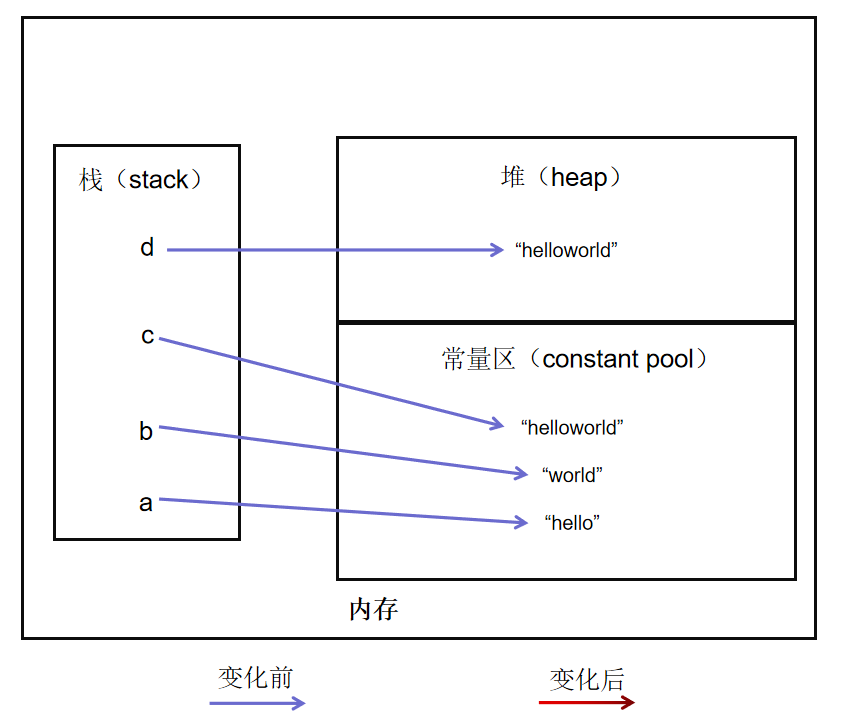 栈（stack）
d
c
b
a
堆（heap）
“helloworld”
常量区（constant pool）
“helloworld”
“world”
“hello”
内存
变化前
变化后